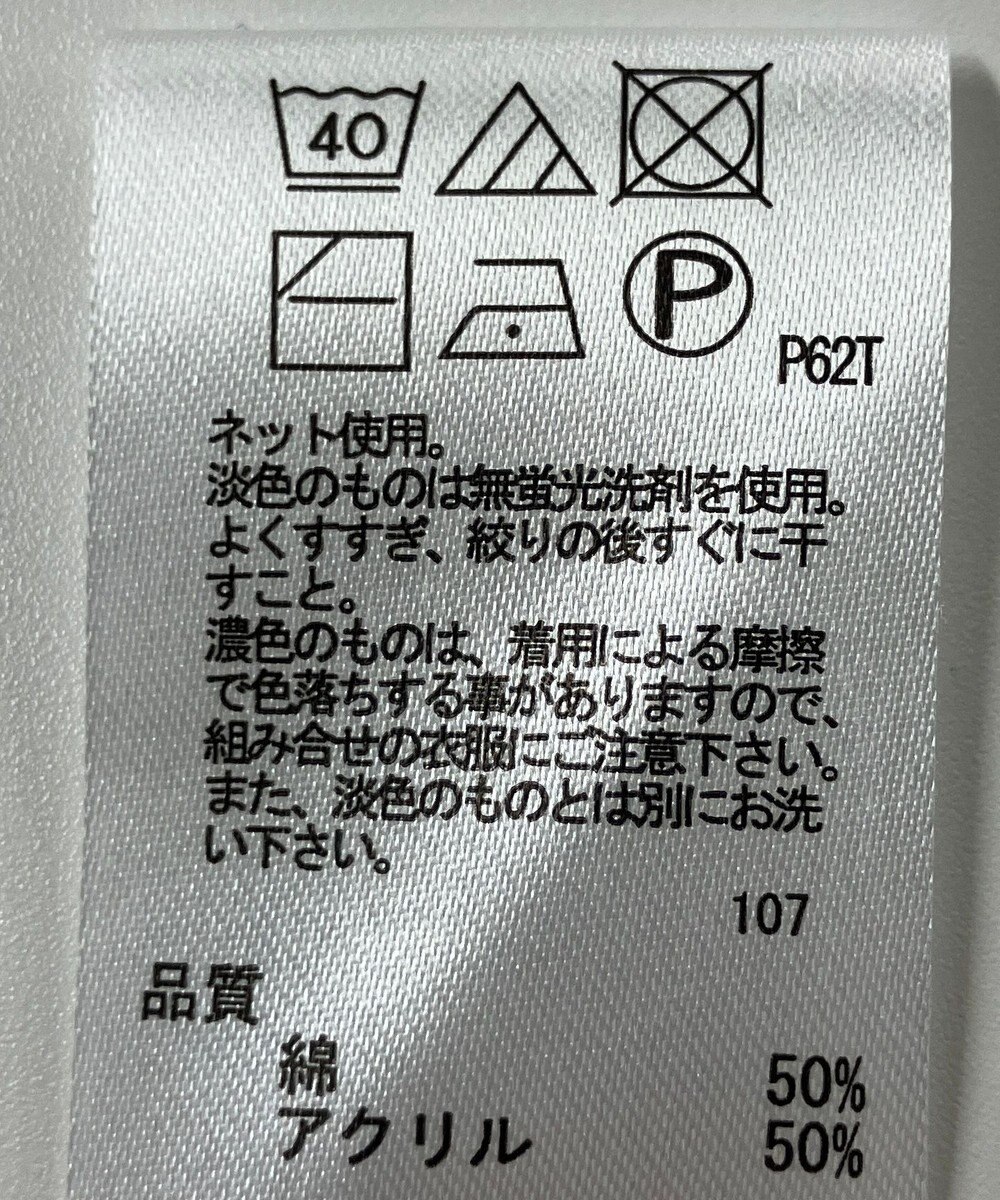 40
P
P62T
ネット使用。
淡色のものは無蛍光洗剤を使用。
よくすすぎ、絞りの後すぐに干
すこと。
濃色のものは、着用による摩擦
で色落ちする事がありますので、
組み合せの衣服にご注意下さい。
また、淡色のものとは別にお洗
い下さい。
107
品質
綿 50%
アクリル 50%